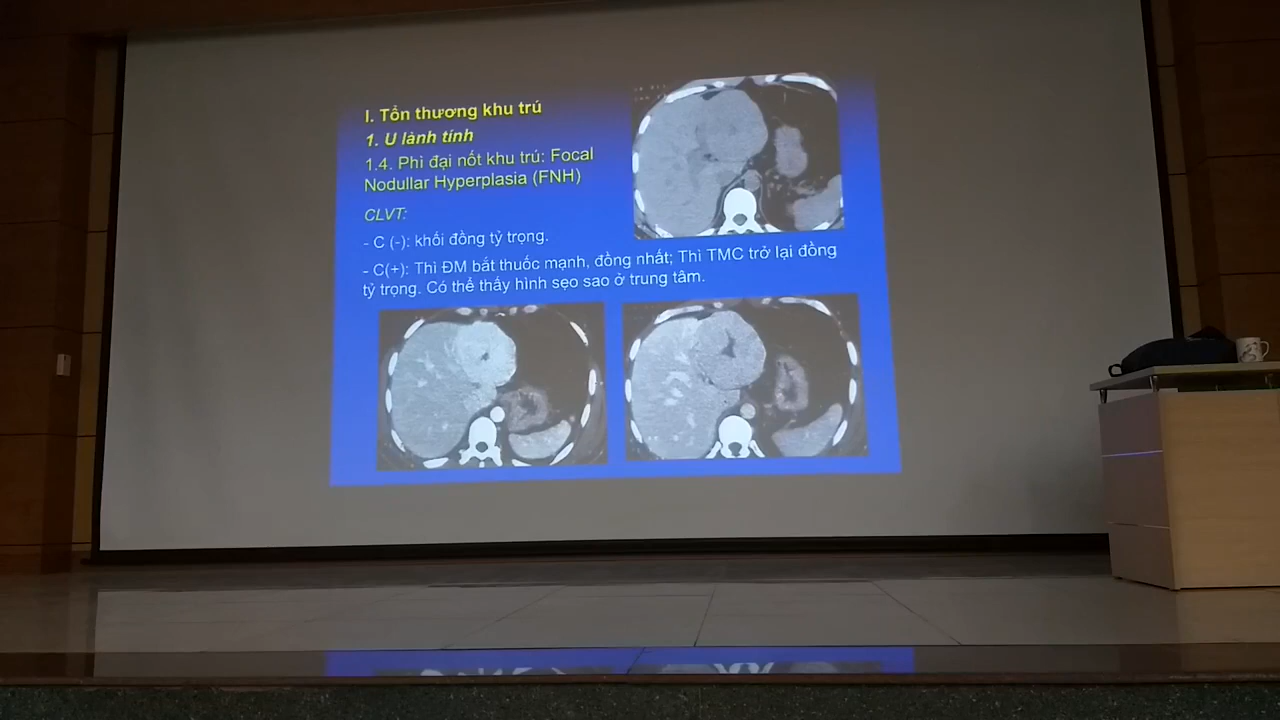 I. Tổn thương khu trú
1. U lành tính
1.4. Phì đại nốt khu trú: Focal
Nodullar Hyperplasia (FNH)
CLVT:
- C (-): khối đồng tỷ trọng.
- C(+): Thì ĐM bắt thuốc mạnh, đồng nhất; Thì TMC trở lại đồng
tỷ trọng. Có thể thấy hình sẹo sao ở trung tâm.